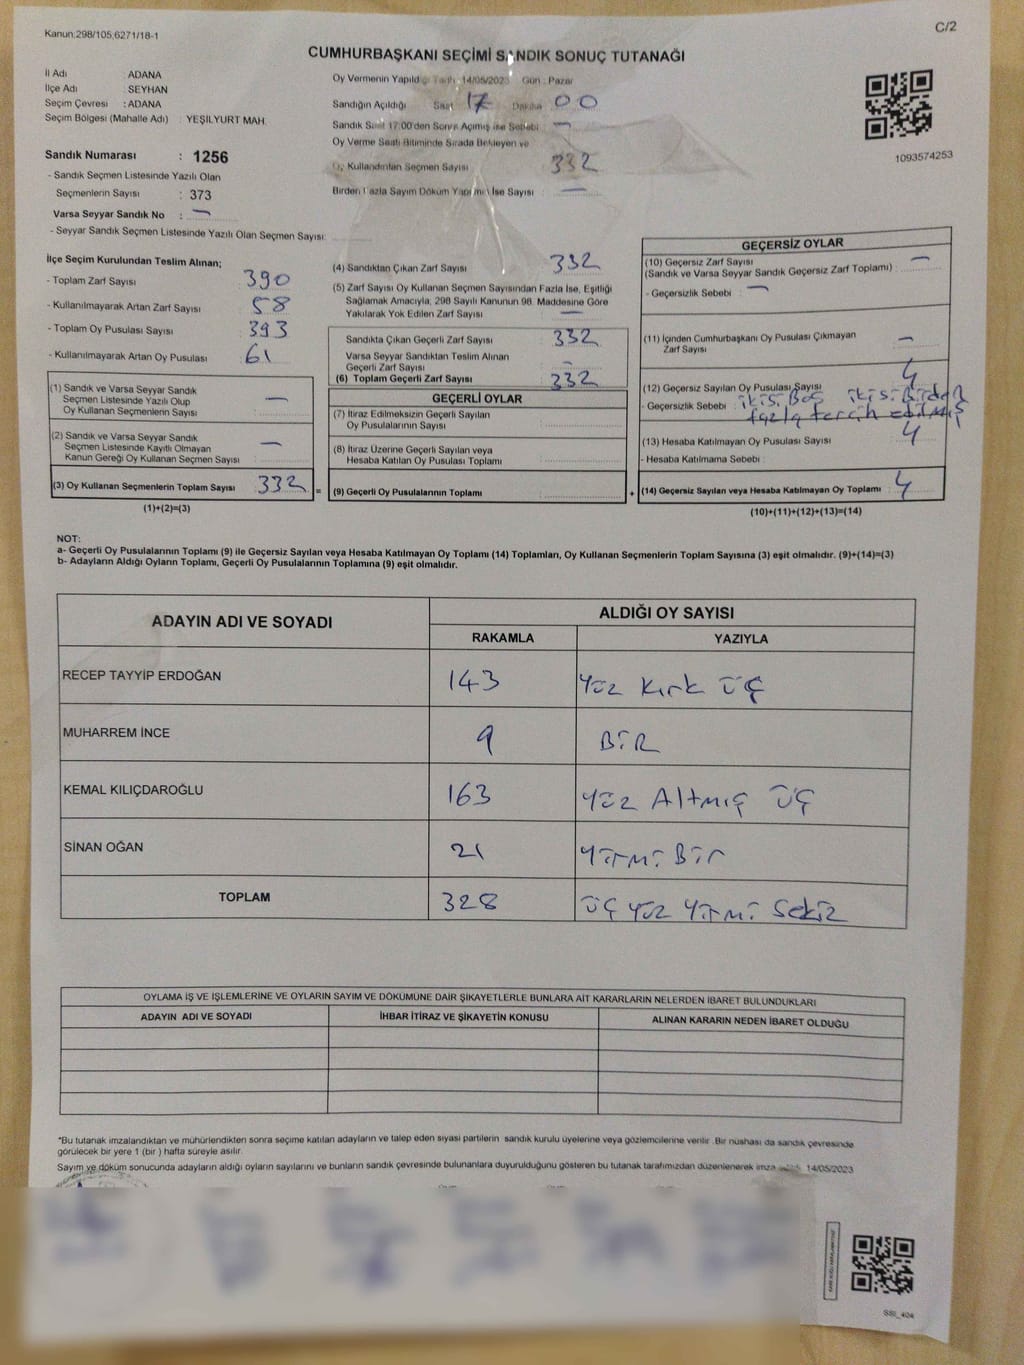 Kanun:298/105,6271/18-1
C/2
CUMHURBAŞKANI SEÇİMİ SANDIK SONUÇ TUTANAĞI
İl Adı : ADANA
İlçe Adı : SEYHAN
Seçim Çevresi : ADANA
Seçim Bölgesi (Mahalle Adı) : YEŞİLYURT MAH.
Oy Vermenin Yapıldığı Tarih : 14/05/2023 Gün : Pazar
Sandığın Açıldığı Saat 17 Dakika 00
Sandık Saat 17:00'den Sonra Açılmış ise Sebebi —
Oy Verme Saati Bitiminde Sırada Bekleyen ve
Oy Kullandırılan Seçmen Sayısı 332
Birden Fazla Sayım Döküm Yapılmış İse Sayısı : —
1093574253
Sandık Numarası : 1256
- Sandık Seçmen Listesinde Yazılı Olan
Seçmenlerin Sayısı : 373
Varsa Seyyar Sandık No : —
- Seyyar Sandık Seçmen Listesinde Yazılı Olan Seçmen Sayısı:
İlçe Seçim Kurulundan Teslim Alınan;
- Toplam Zarf Sayısı : 390
- Kullanılmayarak Artan Zarf Sayısı : 58
- Toplam Oy Pusulası Sayısı : 393
- Kullanılmayarak Artan Oy Pusulası : 61
(1) Sandık ve Varsa Seyyar Sandık
Seçmen Listesinde Yazılı Olup
Oy Kullanan Seçmenlerin Sayısı : —
(2) Sandık ve Varsa Seyyar Sandık
Seçmen Listesinde Kayıtlı Olmayan
Kanun Gereği Oy Kullanan Seçmen Sayısı : —
(3) Oy Kullanan Seçmenlerin Toplam Sayısı : 332 =
(1)+(2)=(3)
(4) Sandıktan Çıkan Zarf Sayısı : 332
(5) Zarf Sayısı Oy Kullanan Seçmen Sayısından Fazla İse, Eşitliği
Sağlamak Amacıyla, 298 Sayılı Kanunun 98. Maddesine Göre
Yakılarak Yok Edilen Zarf Sayısı : —
Sandıkta Çıkan Geçerli Zarf Sayısı : 332
Varsa Seyyar Sandıktan Teslim Alınan
Geçerli Zarf Sayısı : —
(6) Toplam Geçerli Zarf Sayısı : 332
GEÇERLİ OYLAR
(7) İtiraz Edilmeksizin Geçerli Sayılan
Oy Pusulalarının Sayısı :
(8) İtiraz Üzerine Geçerli Sayılan veya
Hesaba Katılan Oy Pusulası Toplamı :
(9) Geçerli Oy Pusulalarının Toplamı : +
GEÇERSİZ OYLAR
(10) Geçersiz Zarf Sayısı
(Sandık ve Varsa Seyyar Sandık Geçersiz Zarf Toplamı) : —
- Geçersizlik Sebebi : —
(11) İçinden Cumhurbaşkanı Oy Pusulası Çıkmayan
Zarf Sayısı : —
(12) Geçersiz Sayılan Oy Pusulası Sayısı : 4
- Geçersizlik Sebebi : ikisi Boş ikisi Birden
fazla tercih edilmiş
(13) Hesaba Katılmayan Oy Pusulası Sayısı : 4
- Hesaba Katılmama Sebebi :
(14) Geçersiz Sayılan veya Hesaba Katılmayan Oy Toplamı : 4
(10)+(11)+(12)+(13)=(14)
NOT:
a- Geçerli Oy Pusulalarının Toplamı (9) ile Geçersiz Sayılan veya Hesaba Katılmayan Oy Toplamı (14) Toplamları, Oy Kullanan Seçmenlerin Toplam Sayısına (3) eşit olmalıdır. (9)+(14)=(3)
b- Adayların Aldığı Oyların Toplamı, Geçerli Oy Pusulalarının Toplamına (9) eşit olmalıdır.
ADAYIN ADI VE SOYADI
ALDIĞI OY SAYISI
RAKAMLA YAZIYLA
RECEP TAYYİP ERDOĞAN 143 Yüz Kırk üç
MUHARREM İNCE 9 BİR
KEMAL KILIÇDAROĞLU 163 Yüz Altmış üç
SİNAN OĞAN 21 Yirmi Bir
TOPLAM 328 üç Yüz Yirmi Sekiz
OYLAMA İŞ VE İŞLEMLERİNE VE OYLARIN SAYIM VE DÖKÜMÜNE DAİR ŞİKAYETLERLE BUNLARA AİT KARARLARIN NELERDEN İBARET BULUNDUKLARI
ADAYIN ADI VE SOYADI İHBAR İTİRAZ VE ŞİKAYETİN KONUSU ALINAN KARARIN NEDEN İBARET OLDUĞU
*Bu tutanak imzalandıktan ve mühürlendikten sonra seçime katılan adayların ve talep eden siyasi partilerin sandık kurulu üyelerine veya gözlemcilerine verilir. Bir nüshası da sandık çevresinde
görülecek bir yere 1 (bir ) hafta süreyle asılır.
Sayım ve döküm sonucunda adayların aldığı oyların sayılarını ve bunların sandık çevresinde bulunanlara duyurulduğunu gösteren bu tutanak tarafımızdan düzenlenerek imza 14/05/2023
SSI_404